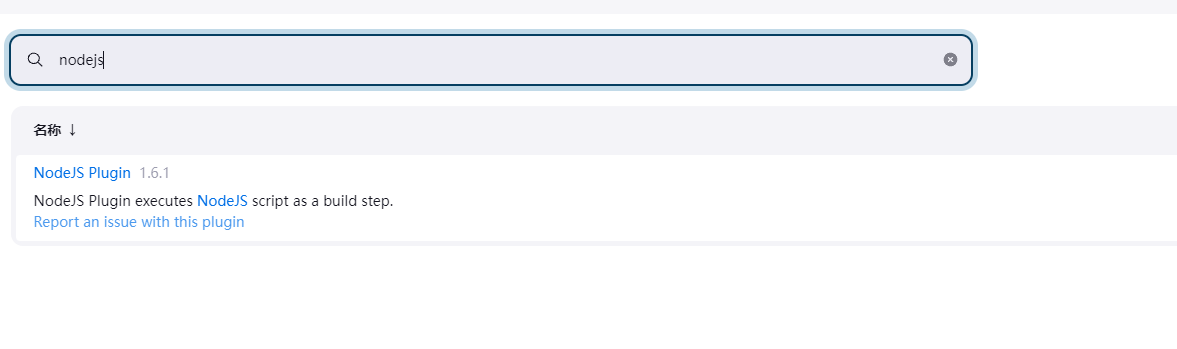 nodejs
名称 ↓
NodeJS Plugin 1.6.1
NodeJS Plugin executes NodeJS script as a build step.
Report an issue with this plugin